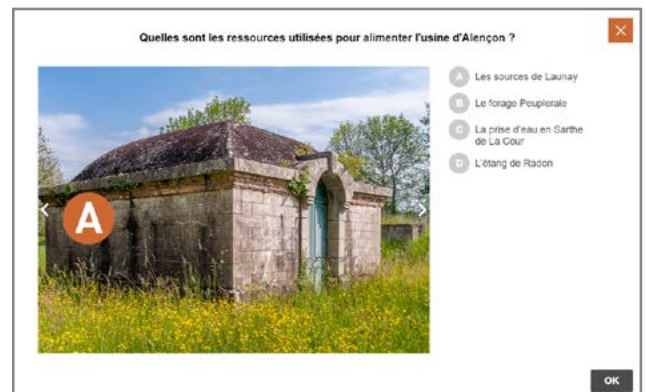 Quelles sont les ressources utilisées pour alimenter l'usine d'Alençon ?
A Les sources de Launay
B Le forage Peupleraie
C La prise d'eau en Sarthe
de La Cour
D L'étang de Radon
A
OK